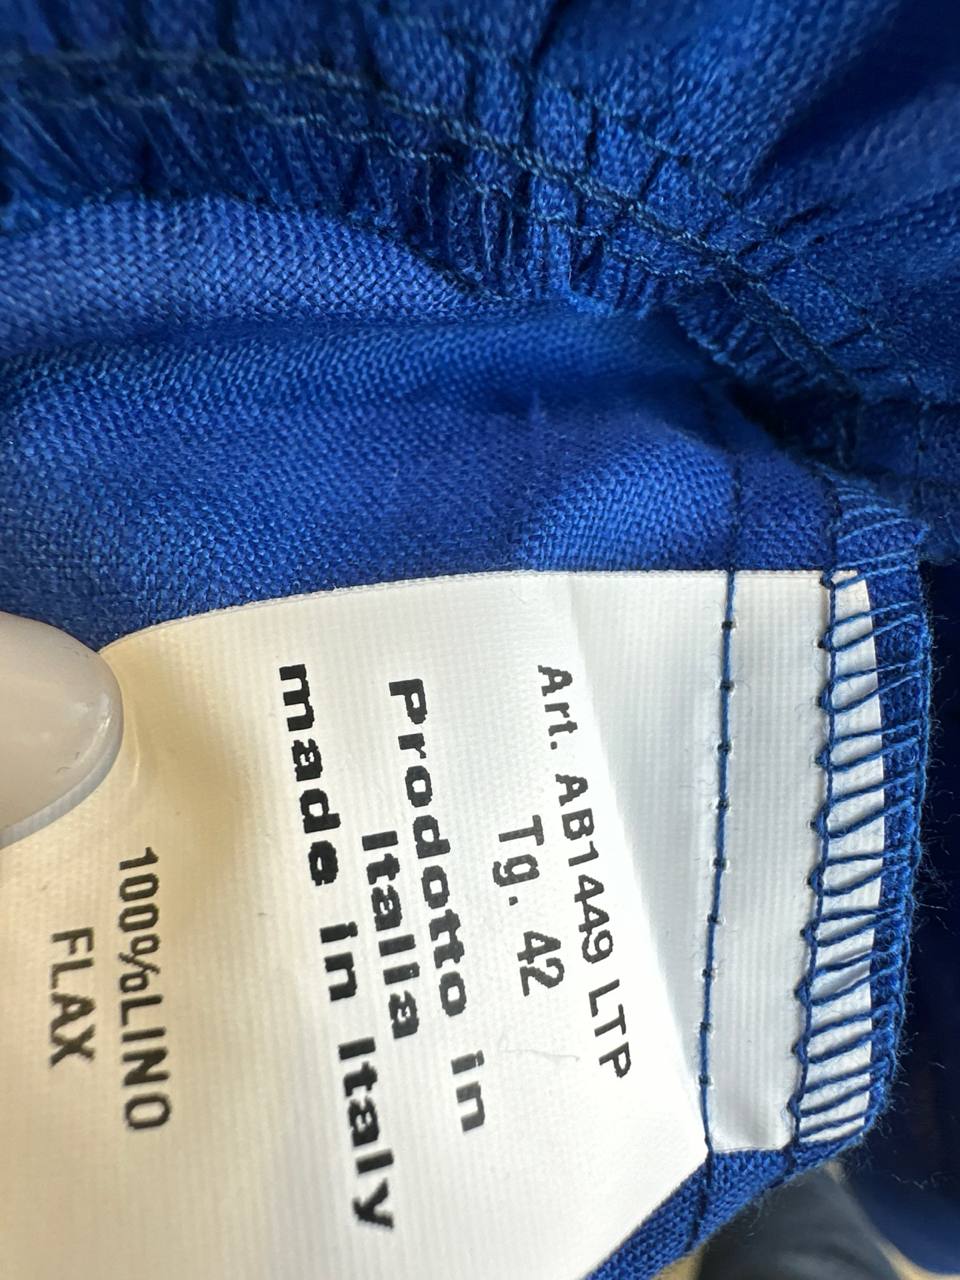 Art. AB1449 LTP
Tg. 42
Prodotto in
Italia
made in Italy
100%LINO
FLAX